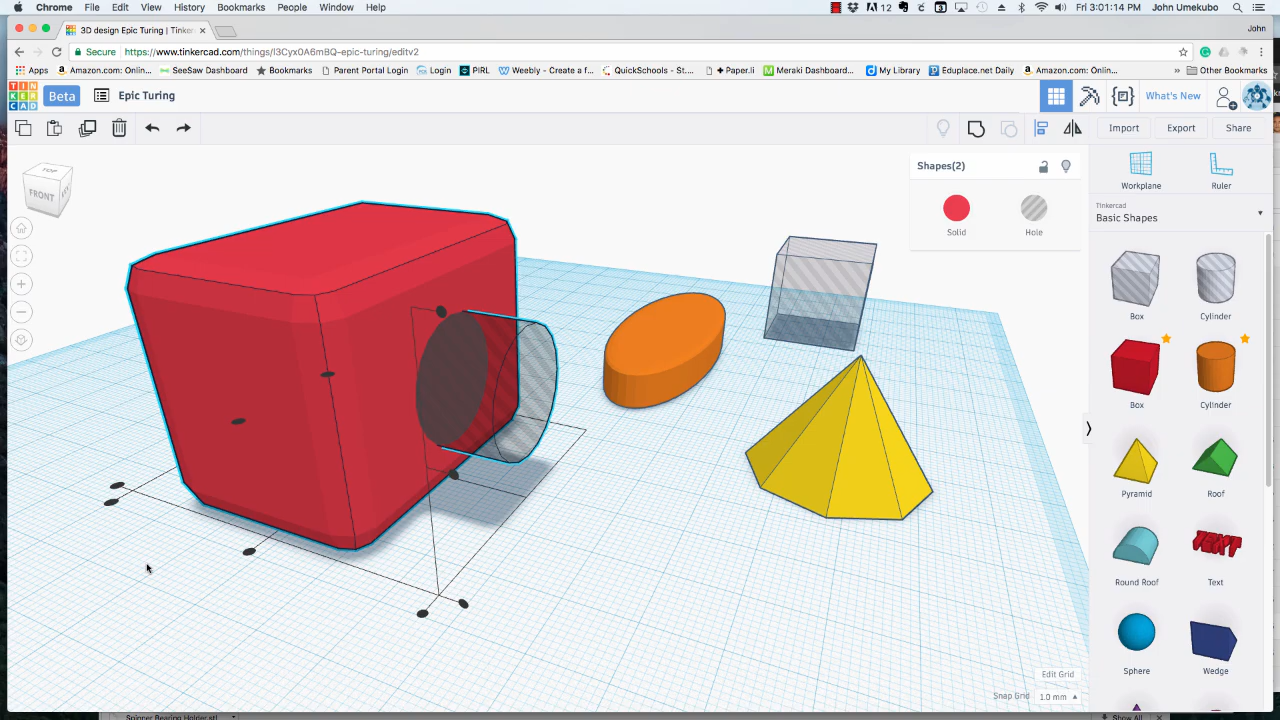 Chrome File Edit View History Bookmarks People Window Help 12 3 Fri 3:01:14 PM John Umekubo
3D design Epic Turing | Tinker John
Secure https://www.tinkercad.com/things/l3Cyx0A6mBQ-epic-turing/editv2
Apps Amazon.com: Onlin... SeeSaw Dashboard Bookmarks Parent Portal Login Login PiRL Weebly - Create a f... QuickSchools - St... Paper.li Meraki Dashboard... My Library Eduplace.net Daily Amazon.com: Onlin... » Other Bookmarks
TINKERCAD Beta Epic Turing What's New
Import Export Share
Shapes(2)
Solid Hole
TOP
FRONT
Workplane Ruler
Tinkercad
Basic Shapes
Box Cylinder
Box Cylinder
Pyramid Roof
TEXT
Round Roof Text
Sphere Wedge
Edit Grid
Snap Grid 1.0 mm
Spinner Bearing Holder.stl Show All